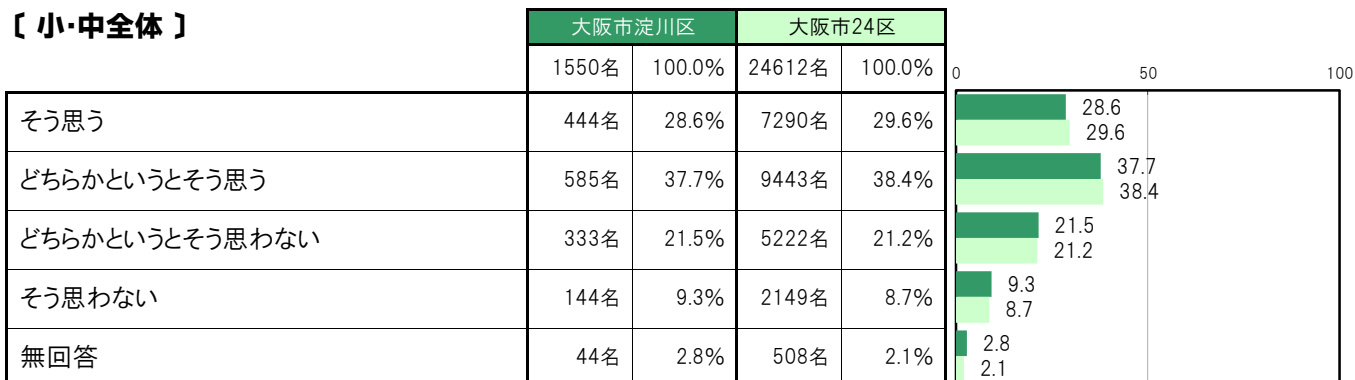 〔 小・中全体 〕
大阪市淀川区 大阪市24区
1550名 100.0% 24612名 100.0%
0 50 100
そう思う 444名 28.6% 7290名 29.6%
28.6
29.6
どちらかというとそう思う 585名 37.7% 9443名 38.4%
37.7
38.4
どちらかというとそう思わない 333名 21.5% 5222名 21.2%
21.5
21.2
そう思わない 144名 9.3% 2149名 8.7%
9.3
8.7
無回答 44名 2.8% 508名 2.1%
2.8
2.1